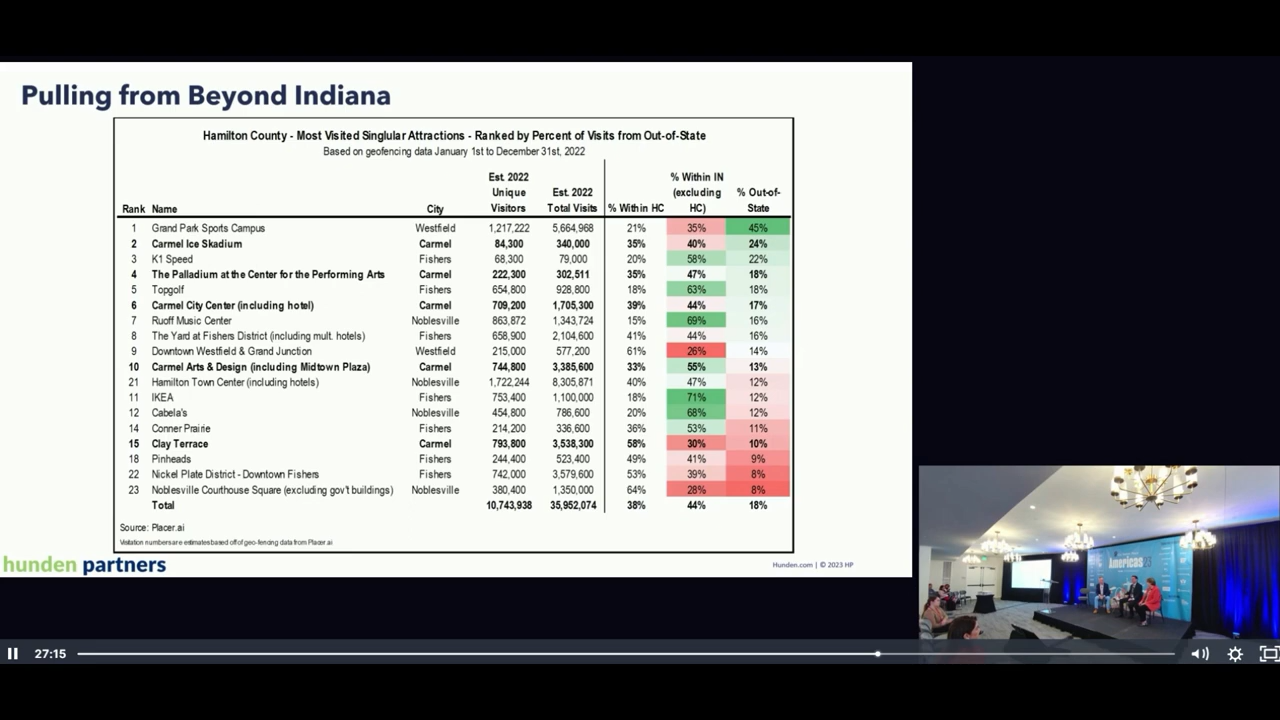 Pulling from Beyond Indiana
Hamilton County - Most Visited Singlular Attractions - Ranked by Percent of Visits from Out-of-State
Based on geofencing data January 1st to December 31st, 2022
Rank Name City Est. 2022 Unique Visitors Est. 2022 Total Visits % Within HC % Within IN (excluding HC) % Out-of-State
1 Grand Park Sports Campus Westfield 1,217,222 5,664,968 21% 35% 45%
2 Carmel Ice Skadium Carmel 84,300 340,000 35% 40% 24%
3 K1 Speed Fishers 68,300 79,000 20% 58% 22%
4 The Palladium at the Center for the Performing Arts Carmel 222,300 302,511 35% 47% 18%
5 Topgolf Fishers 654,800 928,800 18% 63% 18%
6 Carmel City Center (including hotel) Carmel 709,200 1,705,300 39% 44% 17%
7 Ruoff Music Center Noblesville 863,872 1,343,724 15% 69% 16%
8 The Yard at Fishers District (including mult. hotels) Fishers 658,900 2,104,600 41% 44% 16%
9 Downtown Westfield & Grand Junction Westfield 215,000 577,200 61% 26% 14%
10 Carmel Arts & Design (including Midtown Plaza) Carmel 744,800 3,385,600 33% 55% 13%
21 Hamilton Town Center (including hotels) Noblesville 1,722,244 8,305,871 40% 47% 12%
11 IKEA Fishers 753,400 1,100,000 18% 71% 12%
12 Cabela's Noblesville 454,800 786,600 20% 68% 12%
14 Conner Prairie Fishers 214,200 336,600 36% 53% 11%
15 Clay Terrace Carmel 793,800 3,538,300 58% 30% 10%
18 Pinheads Fishers 244,400 523,400 49% 41% 9%
22 Nickel Plate District - Downtown Fishers Fishers 742,000 3,579,600 53% 39% 8%
23 Noblesville Courthouse Square (excluding gov't buildings) Noblesville 380,400 1,350,000 64% 28% 8%
Total 10,743,938 35,952,074 38% 44% 18%
Source: Placer.ai
Visitation numbers are estimates based off of geo-fencing data from Placer.ai
hunden partners
Hunden.com | © 2023 HP
Americas
27:15